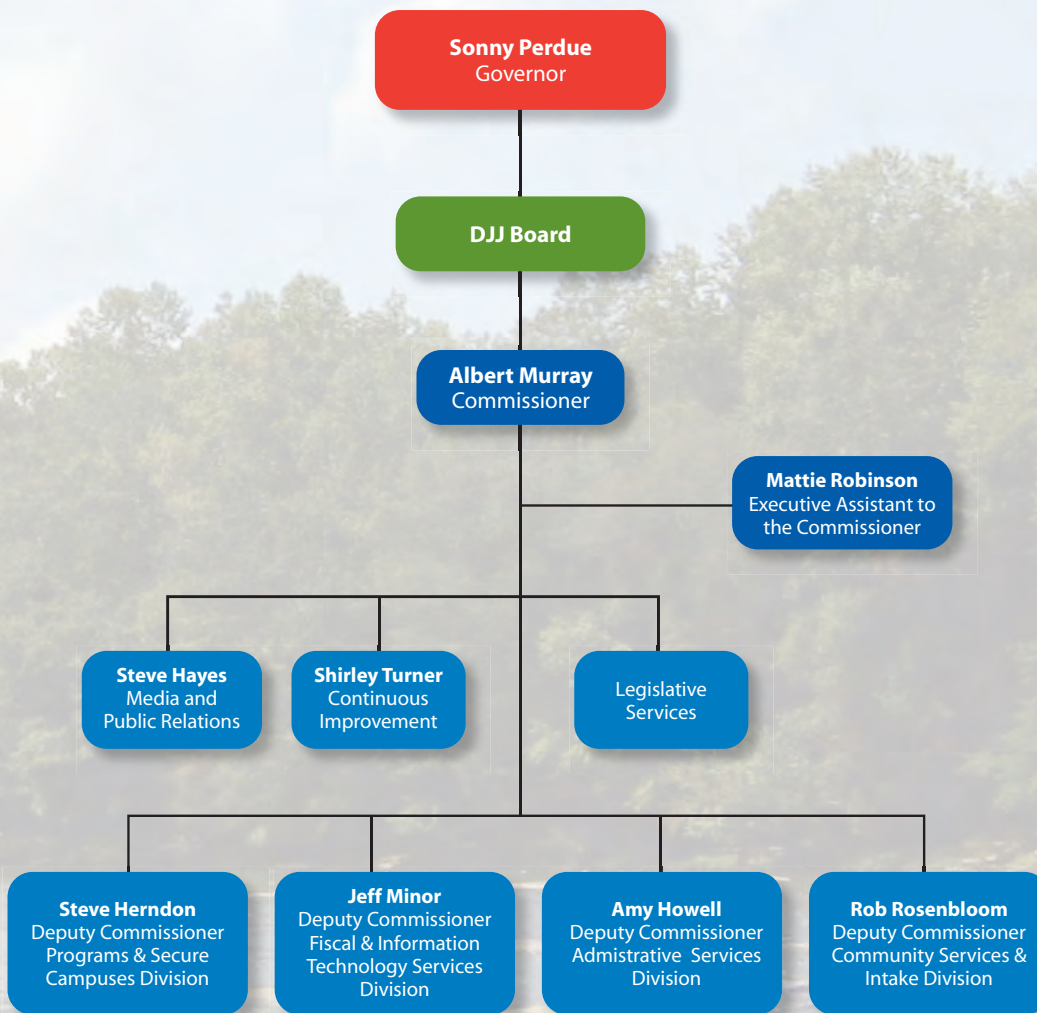 Sonny Perdue
Governor
DJJ Board
Albert Murray
Commissioner
Mattie Robinson
Executive Assistant to
the Commissioner
Steve Hayes
Media and
Public Relations
Shirley Turner
Continuous
Improvement
Legislative
Services
Steve Herndon
Deputy Commissioner
Programs & Secure
Campuses Division
Jeff Minor
Deputy Commissioner
Fiscal & Information
Technology Services
Division
Amy Howell
Deputy Commissioner
Admistrative Services
Division
Rob Rosenbloom
Deputy Commissioner
Community Services &
Intake Division